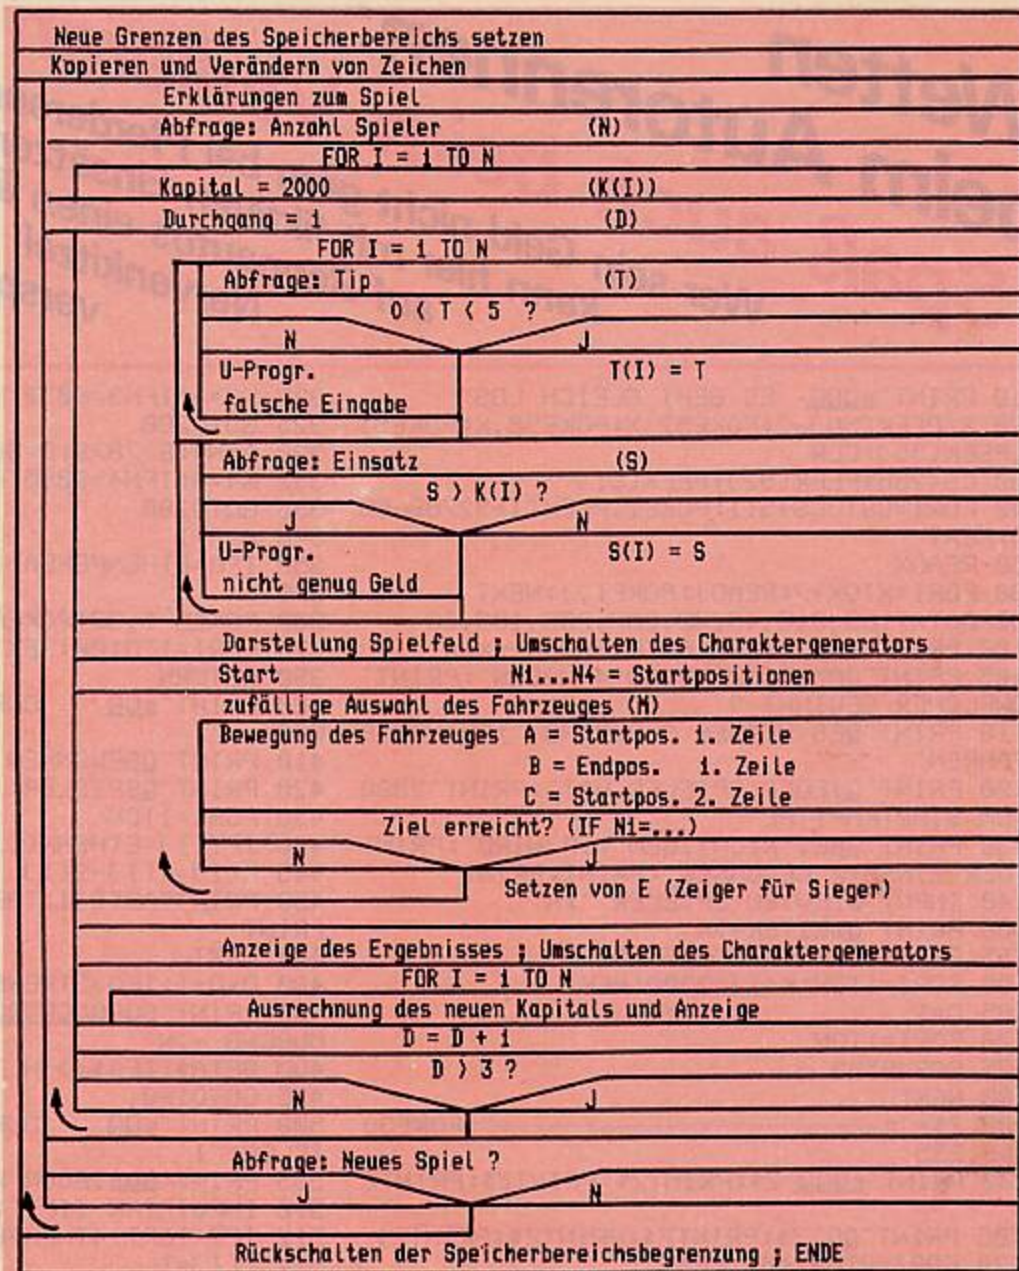 Neue Grenzen des Speicherbereichs setzen
Kopieren und Verändern von Zeichen
Erklärungen zum Spiel
Abfrage: Anzahl Spieler (N)
FOR I = 1 TO N
Kapital = 2000 (K(I))
Durchgang = 1 (D)
FOR I = 1 TO N
Abfrage: Tip (T)
0 < T < 5 ?
N J
U-Progr. T(I) = T
falsche Eingabe
Abfrage: Einsatz (S)
S > K(I) ?
J N
U-Progr. S(I) = S
nicht genug Geld
Darstellung Spielfeld ; Umschalten des Charaktergenerators
Start N1...N4 = Startpositionen
zufällige Auswahl des Fahrzeuges (M)
Bewegung des Fahrzeuges A = Startpos. 1. Zeile
B = Endpos. 1. Zeile
C = Startpos. 2. Zeile
Ziel erreicht? (IF N1=...)
N J
Setzen von E (Zeiger für Sieger)
Anzeige des Ergebnisses ; Umschalten des Charaktergenerators
FOR I = 1 TO N
Ausrechnung des neuen Kapitals und Anzeige
D = D + 1
D > 3 ?
N J
Abfrage: Neues Spiel ?
J N
Rückschalten der Speicherbereichsbegrenzung ; ENDE